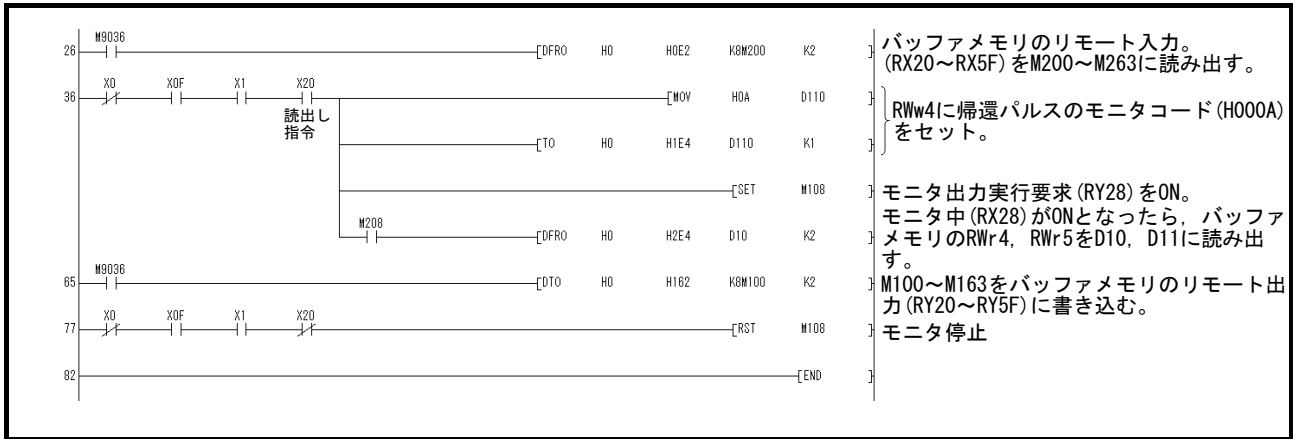 M9036
26 DFRO H0 H0E2 K8M200 K2
バッファメモリのリモート入力。
(RX20～RX5F)をM200～M263に読み出す。
X0 X0F X1 X20
36 MOV H0A D110
読出し
指令
RWw4に帰還パルスのモニタコード(H000A)
をセット。
TO H0 H1E4 D110 K1
SET M108
モニタ出力実行要求(RY28)をON。
M208
DFRO H0 H2E4 D10 K2
モニタ中(RX28)がONとなったら，バッファ
メモリのRWr4，RWr5をD10，D11に読み出
す。
M9036
65 DTO H0 H162 K8M100 K2
M100～M163をバッファメモリのリモート出
力(RY20～RY5F)に書き込む。
X0 X0F X1 X20
77 RST M108
モニタ停止
82 END